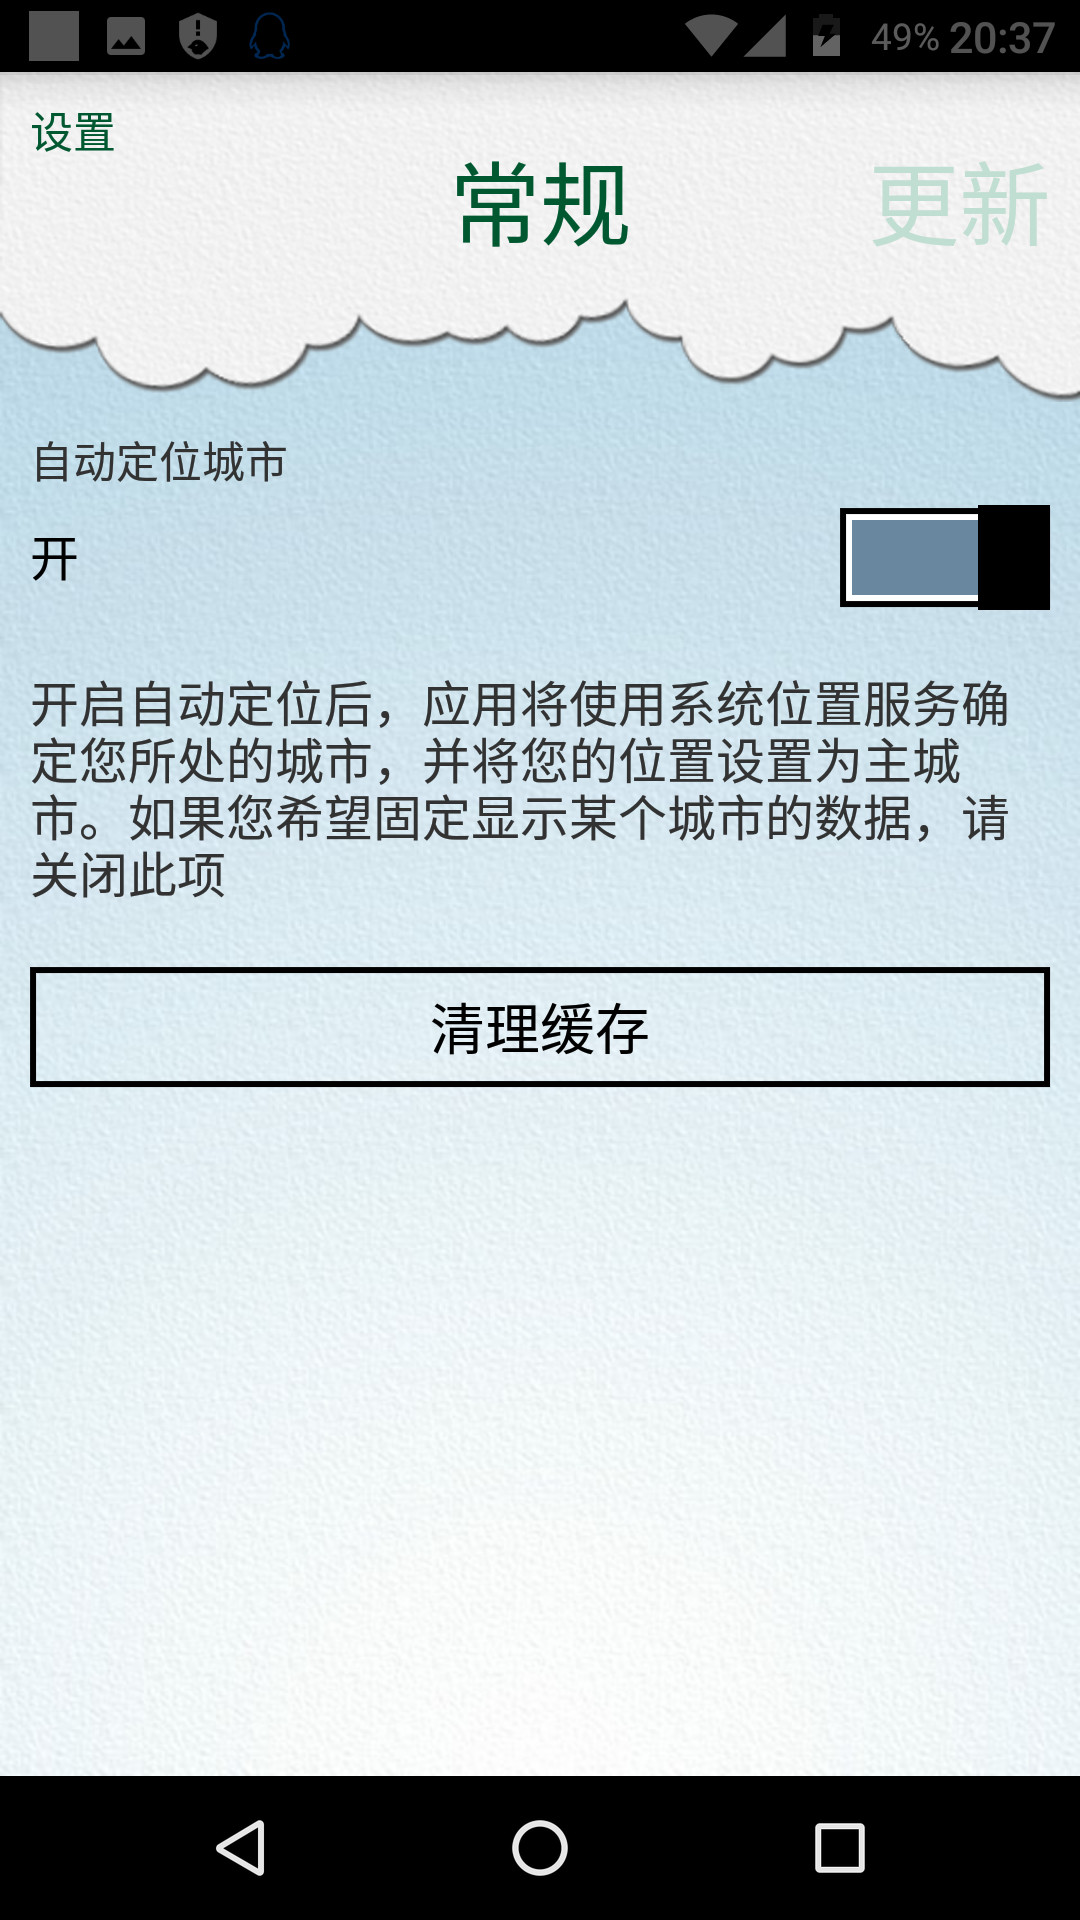 49% 20:37
设置
常规 更新
自动定位城市
开
开启自动定位后，应用将使用系统位置服务确
定您所处的城市，并将您的位置设置为主城
市。如果您希望固定显示某个城市的数据，请
关闭此项
清理缓存